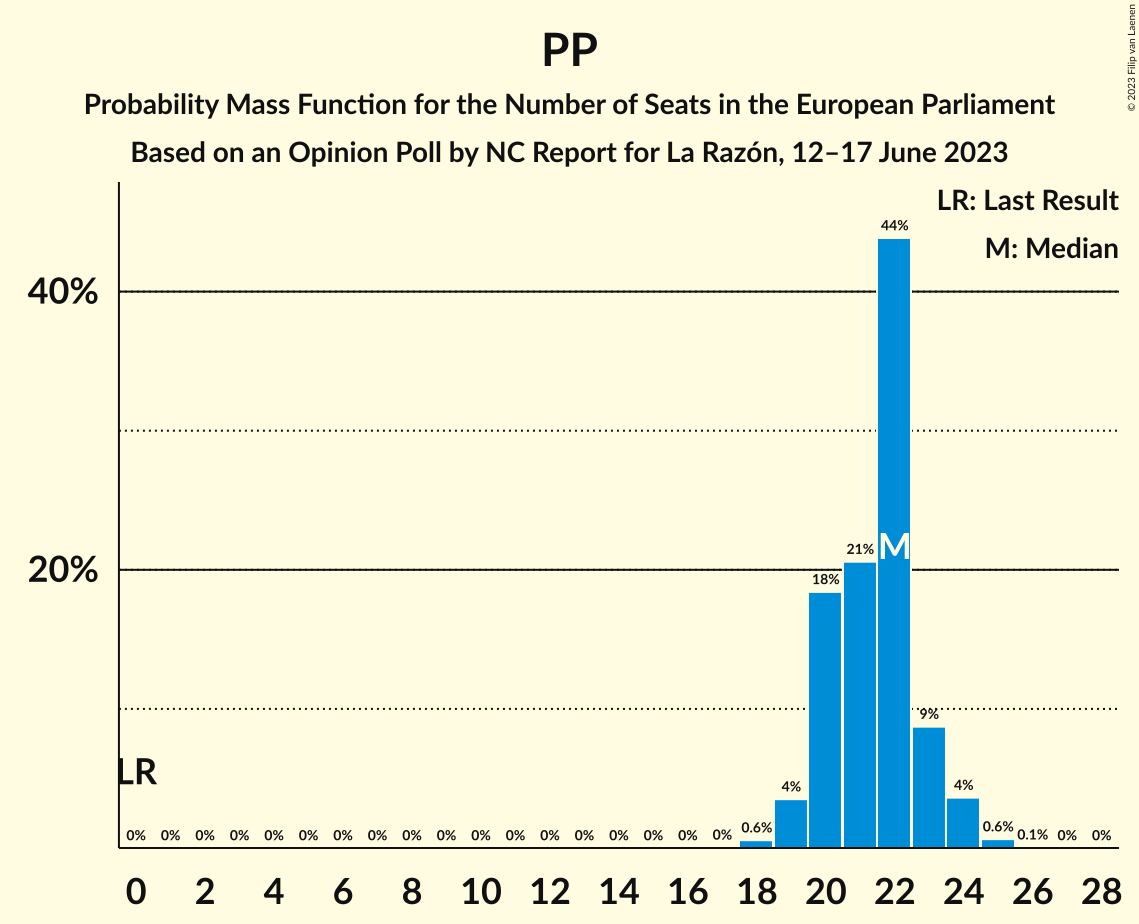 PP
Probability Mass Function for the Number of Seats in the European Parliament
Based on an Opinion Poll by NC Report for La Razón, 12–17 June 2023
© 2023 Filip van Laenen
LR: Last Result
M: Median
40%
20%
LR
0% 0% 0% 0% 0% 0% 0% 0% 0% 0% 0% 0% 0% 0% 0% 0% 0% 0% 0.6% 4% 18% 21% 44% 9% 4% 0.6% 0.1% 0% 0%
M
0 2 4 6 8 10 12 14 16 18 20 22 24 26 28